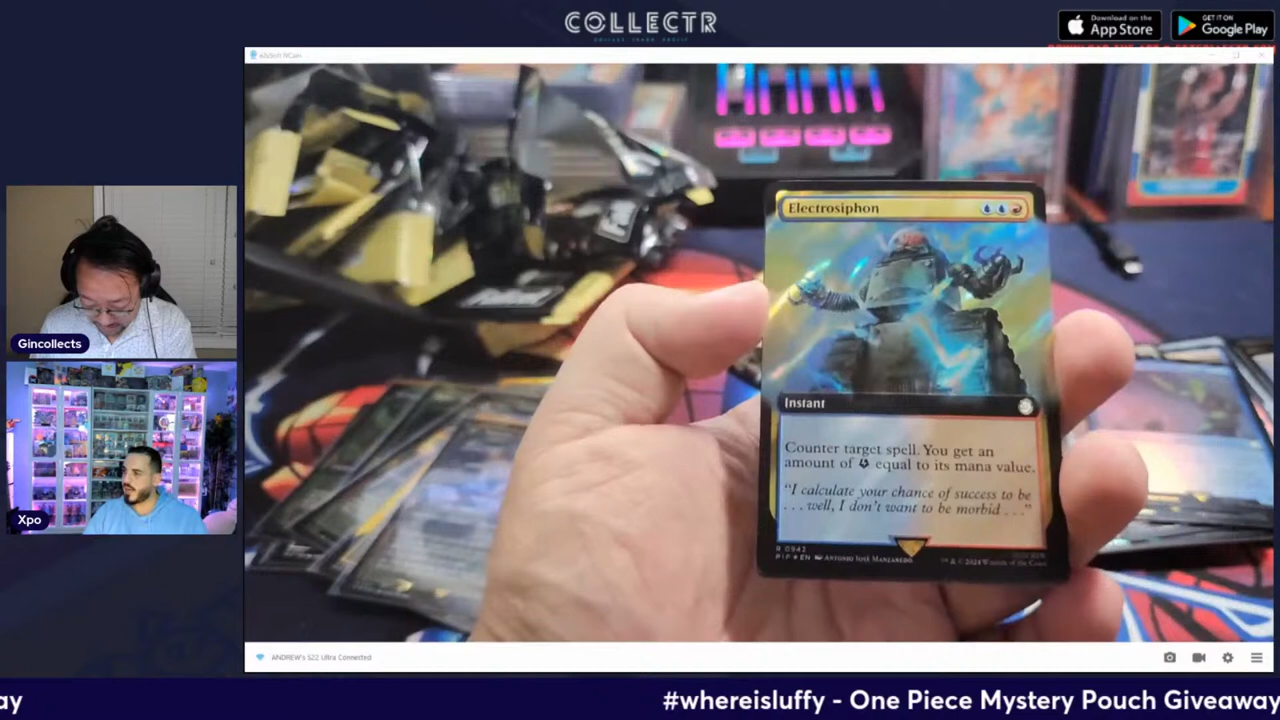 COLLECTR
Download on the
App Store
GET IT ON
Google Play
Gincollects
Xpo
Electrosiphon
Instant
Counter target spell. You get an
amount of equal to its mana value.
"I calculate your chance of success to be
. . . well, I don't want to be morbid . . ."
R 0942
PIP EN ANTONIO JOSÉ MANZANEDO
& © 2024 Wizards of the Coast
ANDREW's S22 Ultra Connected
ay
#whereisluffy - One Piece Mystery Pouch Giveaway